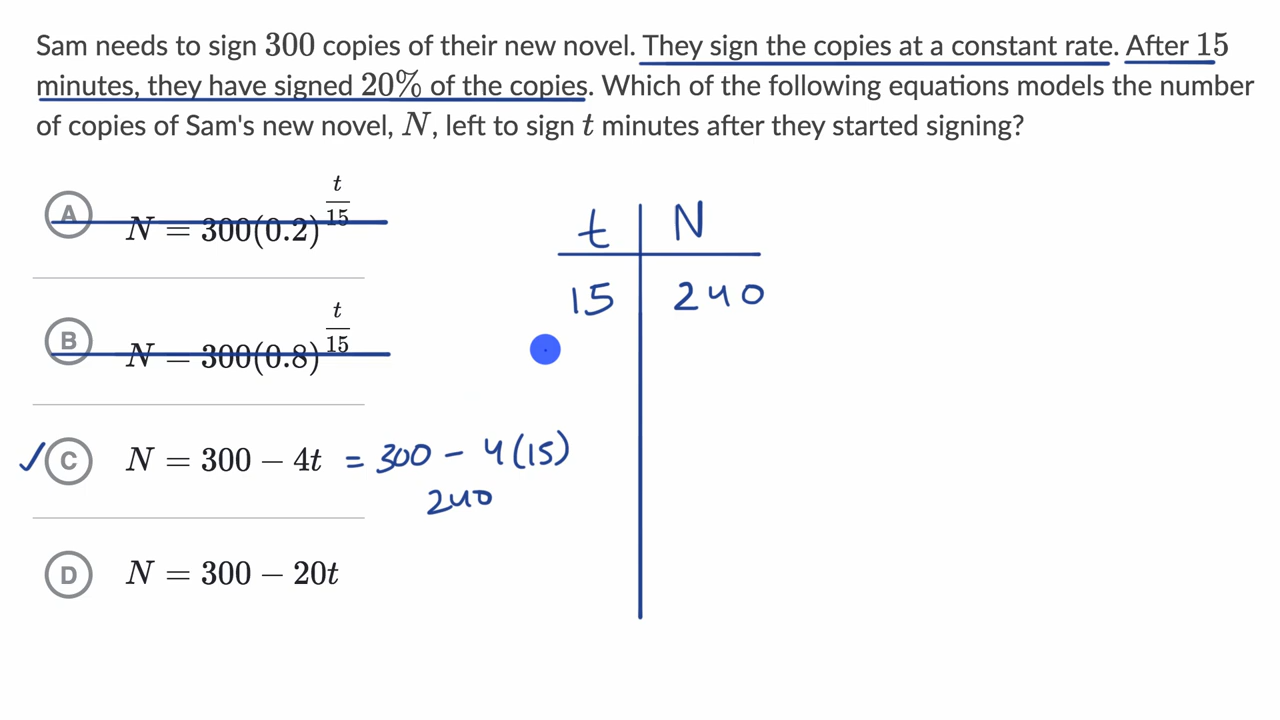 Sam needs to sign 300 copies of their new novel. They sign the copies at a constant rate. After 15
minutes, they have signed 20% of the copies. Which of the following equations models the number
of copies of Sam's new novel, N, left to sign t minutes after they started signing?
A N = 300(0.2)^(t/15)
t | N
15 | 240
B N = 300(0.8)^(t/15)
✓ C N = 300 − 4t = 300 − 4(15)
240
D N = 300 − 20t